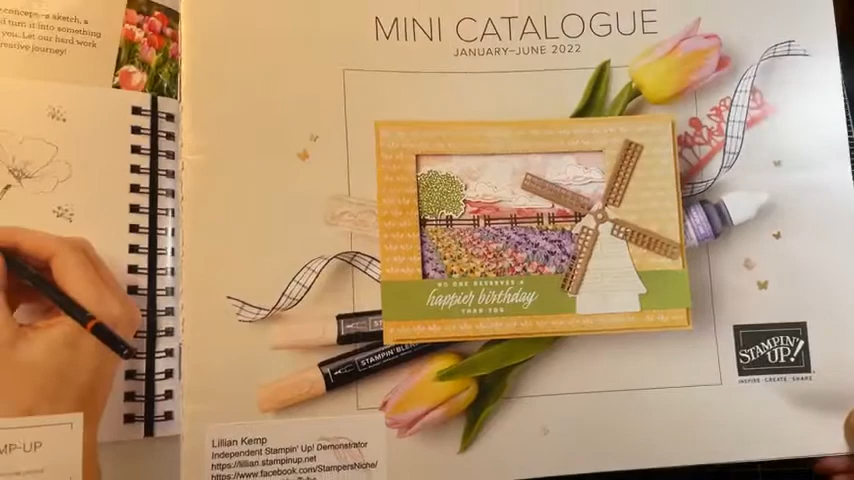 concept—a sketch, a
turn it into something
Let our hard work
creative journey!
MP-UP
MINI CATALOGUE
JANUARY–JUNE 2022
NO ONE DESERVES A
happier birthday
THAN YOU
STAMPIN' BLEN
STAMPIN' UP!
INSPIRE · CREATE · SHARE
Lillian Kemp
Independent Stampin' Up! Demonstrator
https://lillian.stampinup.net
https://www.facebook.com/StampersNiche/